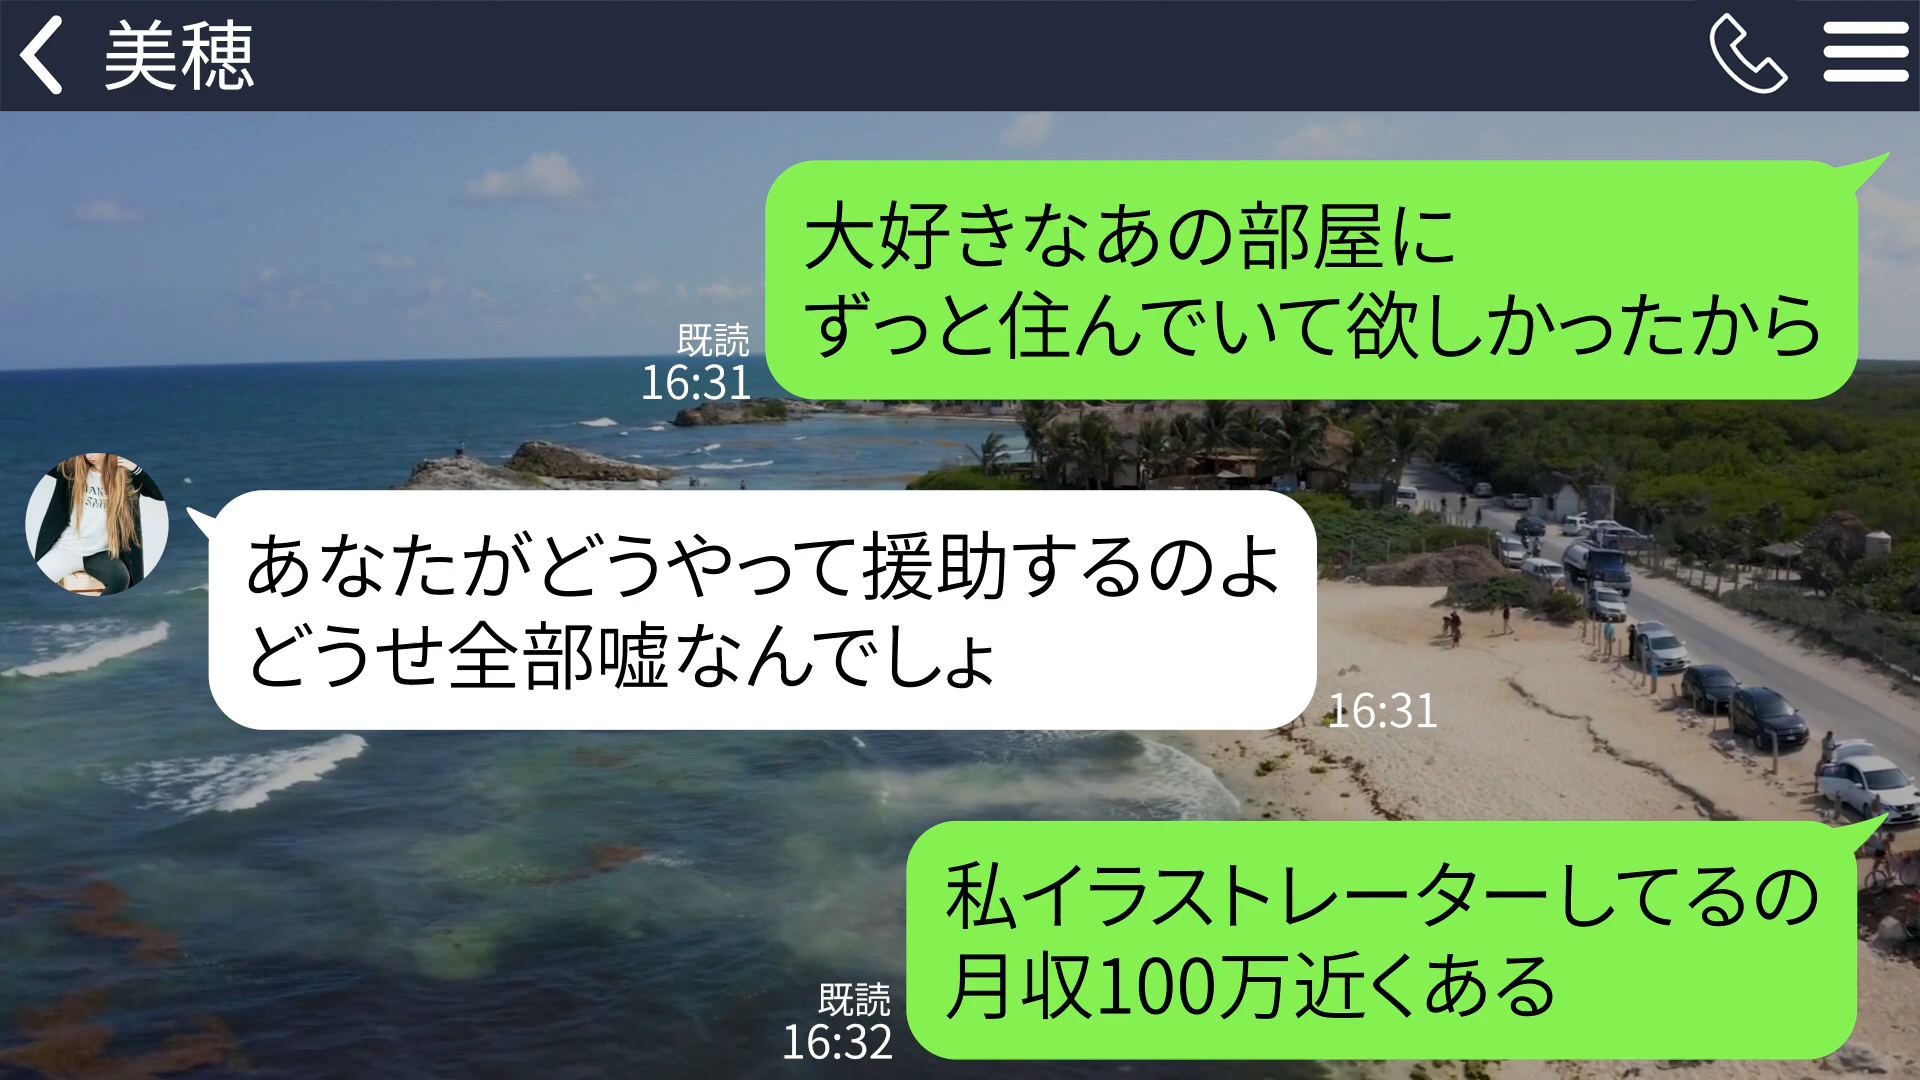 美穂
大好きなあの部屋に
ずっと住んでいて欲しかったから
既読
16:31
あなたがどうやって援助するのよ
どうせ全部嘘なんでしょ
16:31
私イラストレーターしてるの
月収100万近くある
既読
16:32